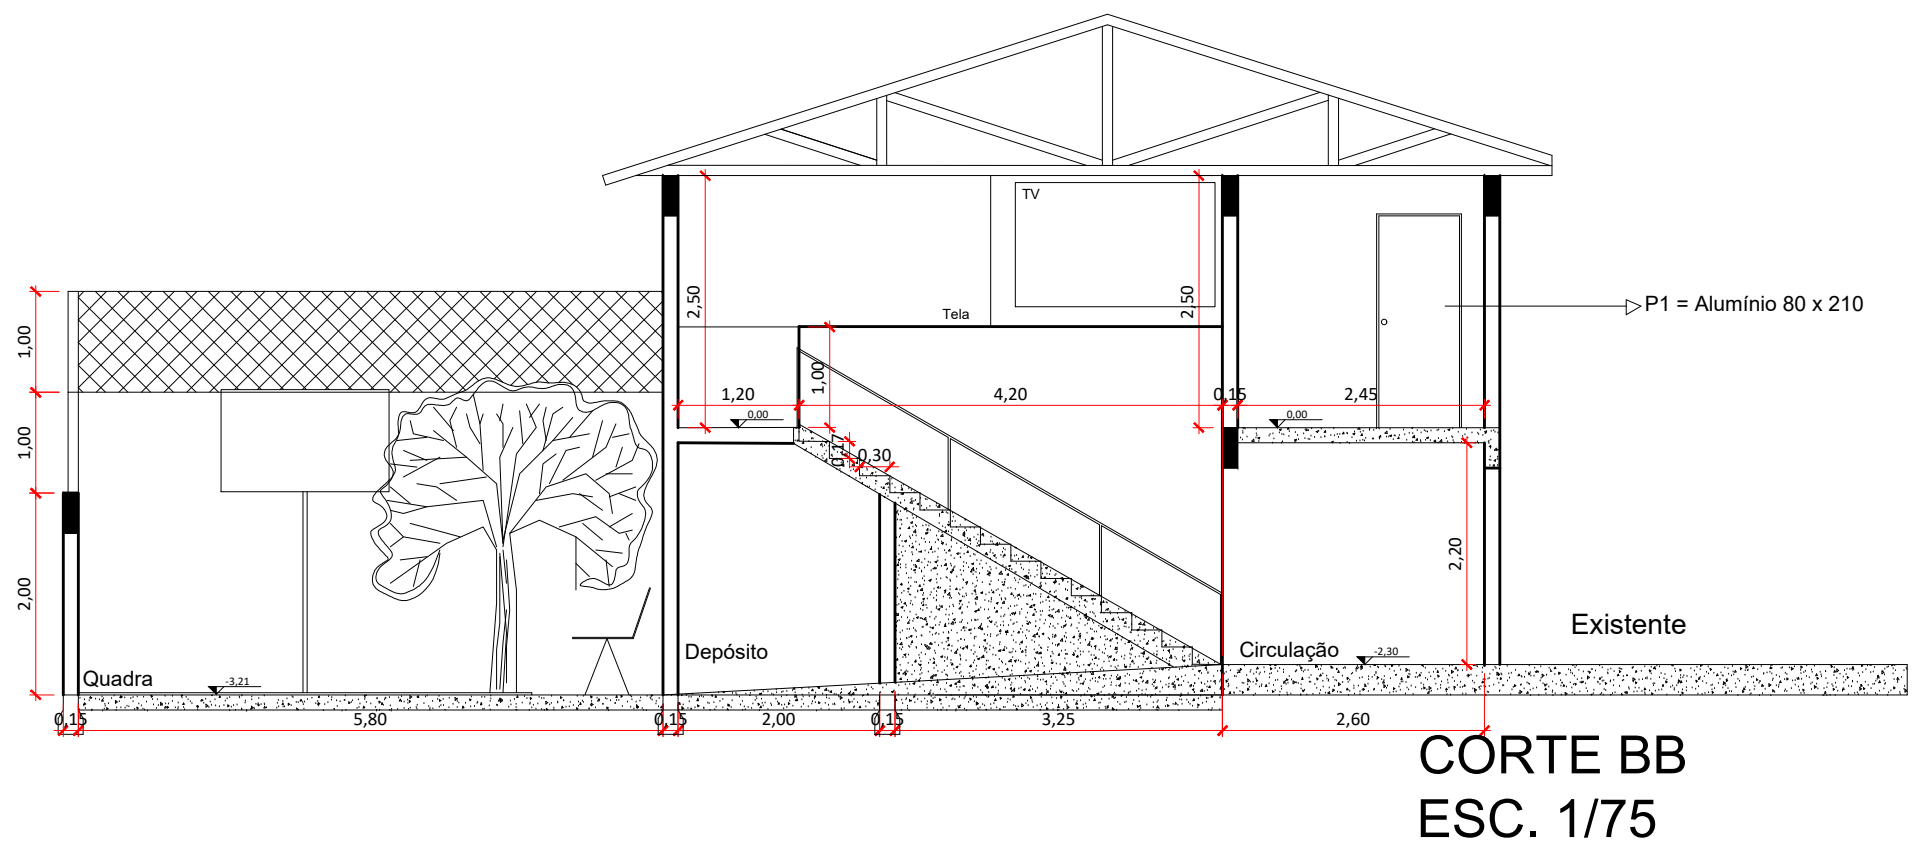 TV
2,50
2,50
Tela
P1 = Alumínio 80 x 210
1,00
1,00
2,00
1,00
1,20
4,20
0,15
2,45
0,00
0,00
0,17
0,30
2,20
Existente
Depósito
Circulação
-2,30
Quadra
-3,21
0,15
5,80
0,15
2,00
0,15
3,25
2,60
CORTE BB
ESC. 1/75